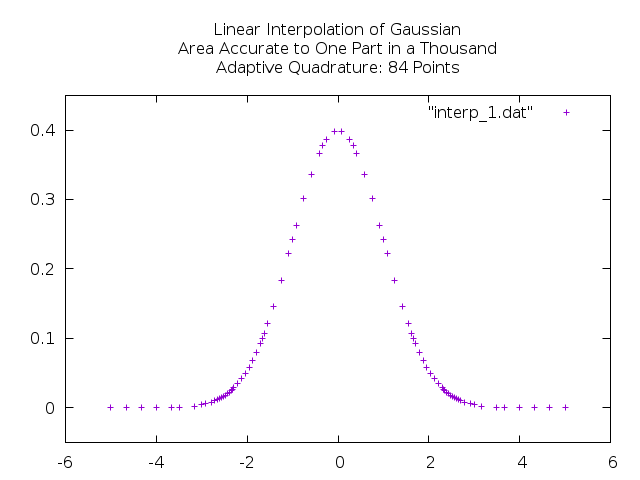 Linear Interpolation of Gaussian
Area Accurate to One Part in a Thousand
Adaptive Quadrature: 84 Points
"interp_1.dat"
0.4
0.3
0.2
0.1
0
-6 -4 -2 0 2 4 6